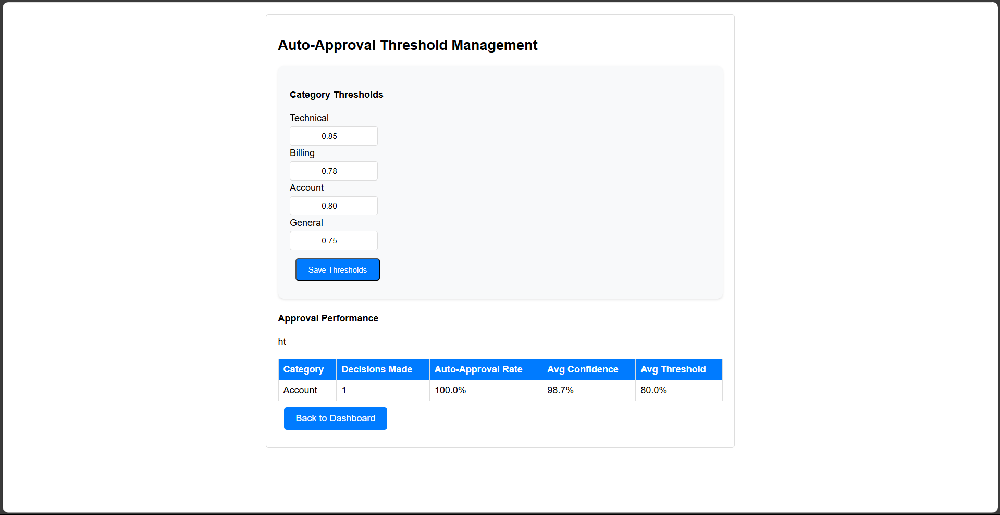 Auto-Approval Threshold Management
Category Thresholds
Technical
0.85
Billing
0.78
Account
0.80
General
0.75
Save Thresholds
Approval Performance
ht
Category Decisions Made Auto-Approval Rate Avg Confidence Avg Threshold
Account 1 100.0% 98.7% 80.0%
Back to Dashboard